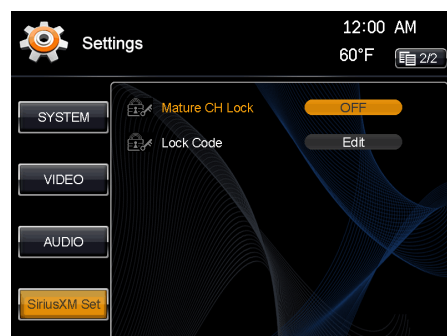 Settings
12:00 AM
60°F
2/2
SYSTEM
Mature CH Lock
OFF
Lock Code
Edit
VIDEO
AUDIO
SiriusXM Set